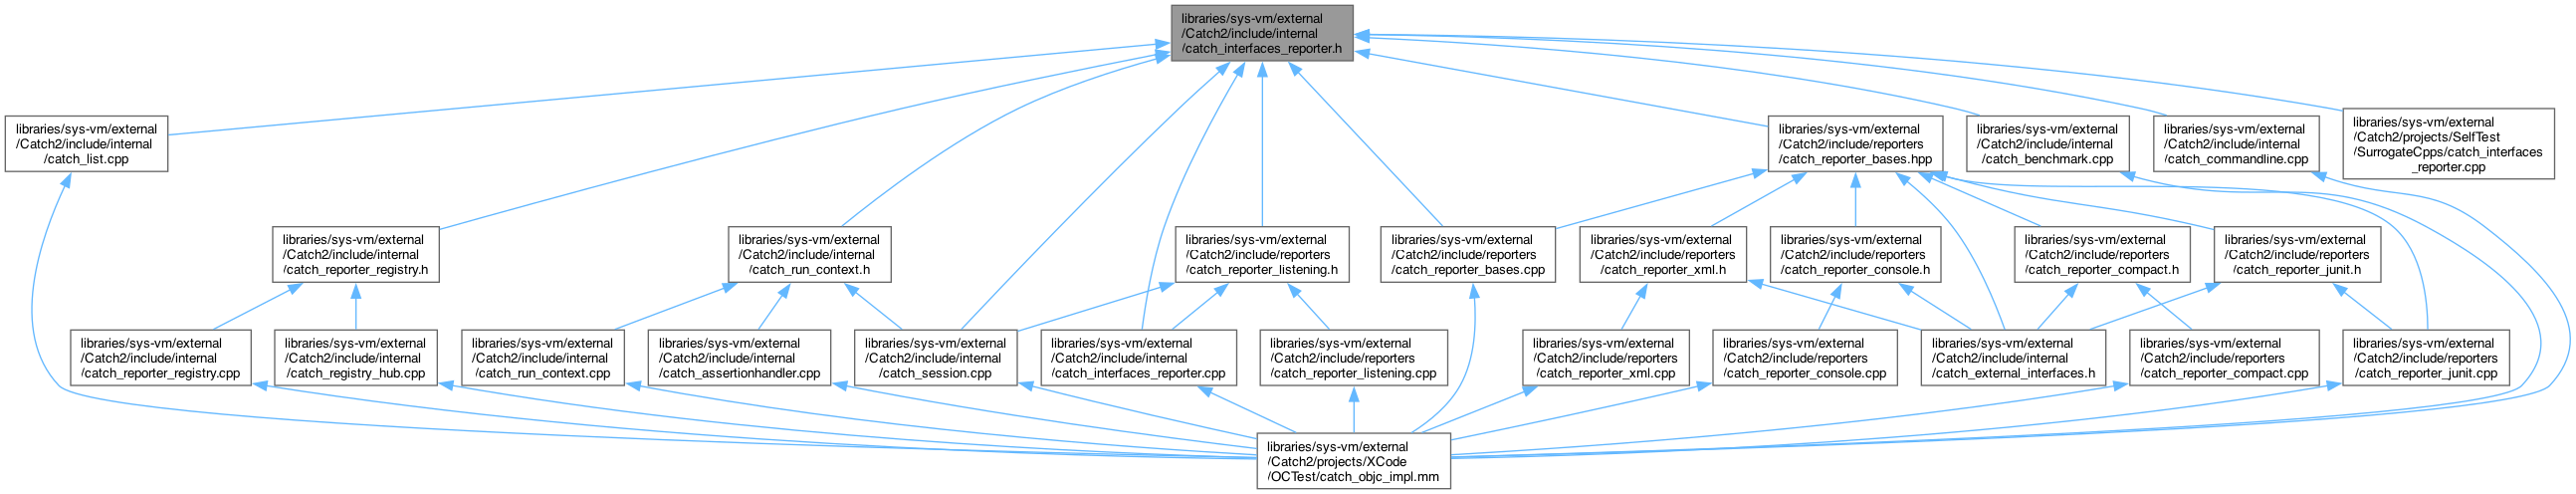 libraries/sys-vm/external
/Catch2/include/internal
/catch_interfaces_reporter.h
libraries/sys-vm/external
/Catch2/include/internal
/catch_list.cpp
libraries/sys-vm/external
/Catch2/include/reporters
/catch_reporter_bases.hpp
libraries/sys-vm/external
/Catch2/include/internal
/catch_benchmark.cpp
libraries/sys-vm/external
/Catch2/include/internal
/catch_commandline.cpp
libraries/sys-vm/external
/Catch2/projects/SelfTest
/SurrogateCpps/catch_interfaces
_reporter.cpp
libraries/sys-vm/external
/Catch2/include/internal
/catch_reporter_registry.h
libraries/sys-vm/external
/Catch2/include/internal
/catch_run_context.h
libraries/sys-vm/external
/Catch2/include/reporters
/catch_reporter_listening.h
libraries/sys-vm/external
/Catch2/include/reporters
/catch_reporter_bases.cpp
libraries/sys-vm/external
/Catch2/include/reporters
/catch_reporter_xml.h
libraries/sys-vm/external
/Catch2/include/reporters
/catch_reporter_console.h
libraries/sys-vm/external
/Catch2/include/reporters
/catch_reporter_compact.h
libraries/sys-vm/external
/Catch2/include/reporters
/catch_reporter_junit.h
libraries/sys-vm/external
/Catch2/include/internal
/catch_reporter_registry.cpp
libraries/sys-vm/external
/Catch2/include/internal
/catch_registry_hub.cpp
libraries/sys-vm/external
/Catch2/include/internal
/catch_run_context.cpp
libraries/sys-vm/external
/Catch2/include/internal
/catch_assertionhandler.cpp
libraries/sys-vm/external
/Catch2/include/internal
/catch_session.cpp
libraries/sys-vm/external
/Catch2/include/internal
/catch_interfaces_reporter.cpp
libraries/sys-vm/external
/Catch2/include/reporters
/catch_reporter_listening.cpp
libraries/sys-vm/external
/Catch2/include/reporters
/catch_reporter_xml.cpp
libraries/sys-vm/external
/Catch2/include/reporters
/catch_reporter_console.cpp
libraries/sys-vm/external
/Catch2/include/internal
/catch_external_interfaces.h
libraries/sys-vm/external
/Catch2/include/reporters
/catch_reporter_compact.cpp
libraries/sys-vm/external
/Catch2/include/reporters
/catch_reporter_junit.cpp
libraries/sys-vm/external
/Catch2/projects/XCode
/OCTest/catch_objc_impl.mm